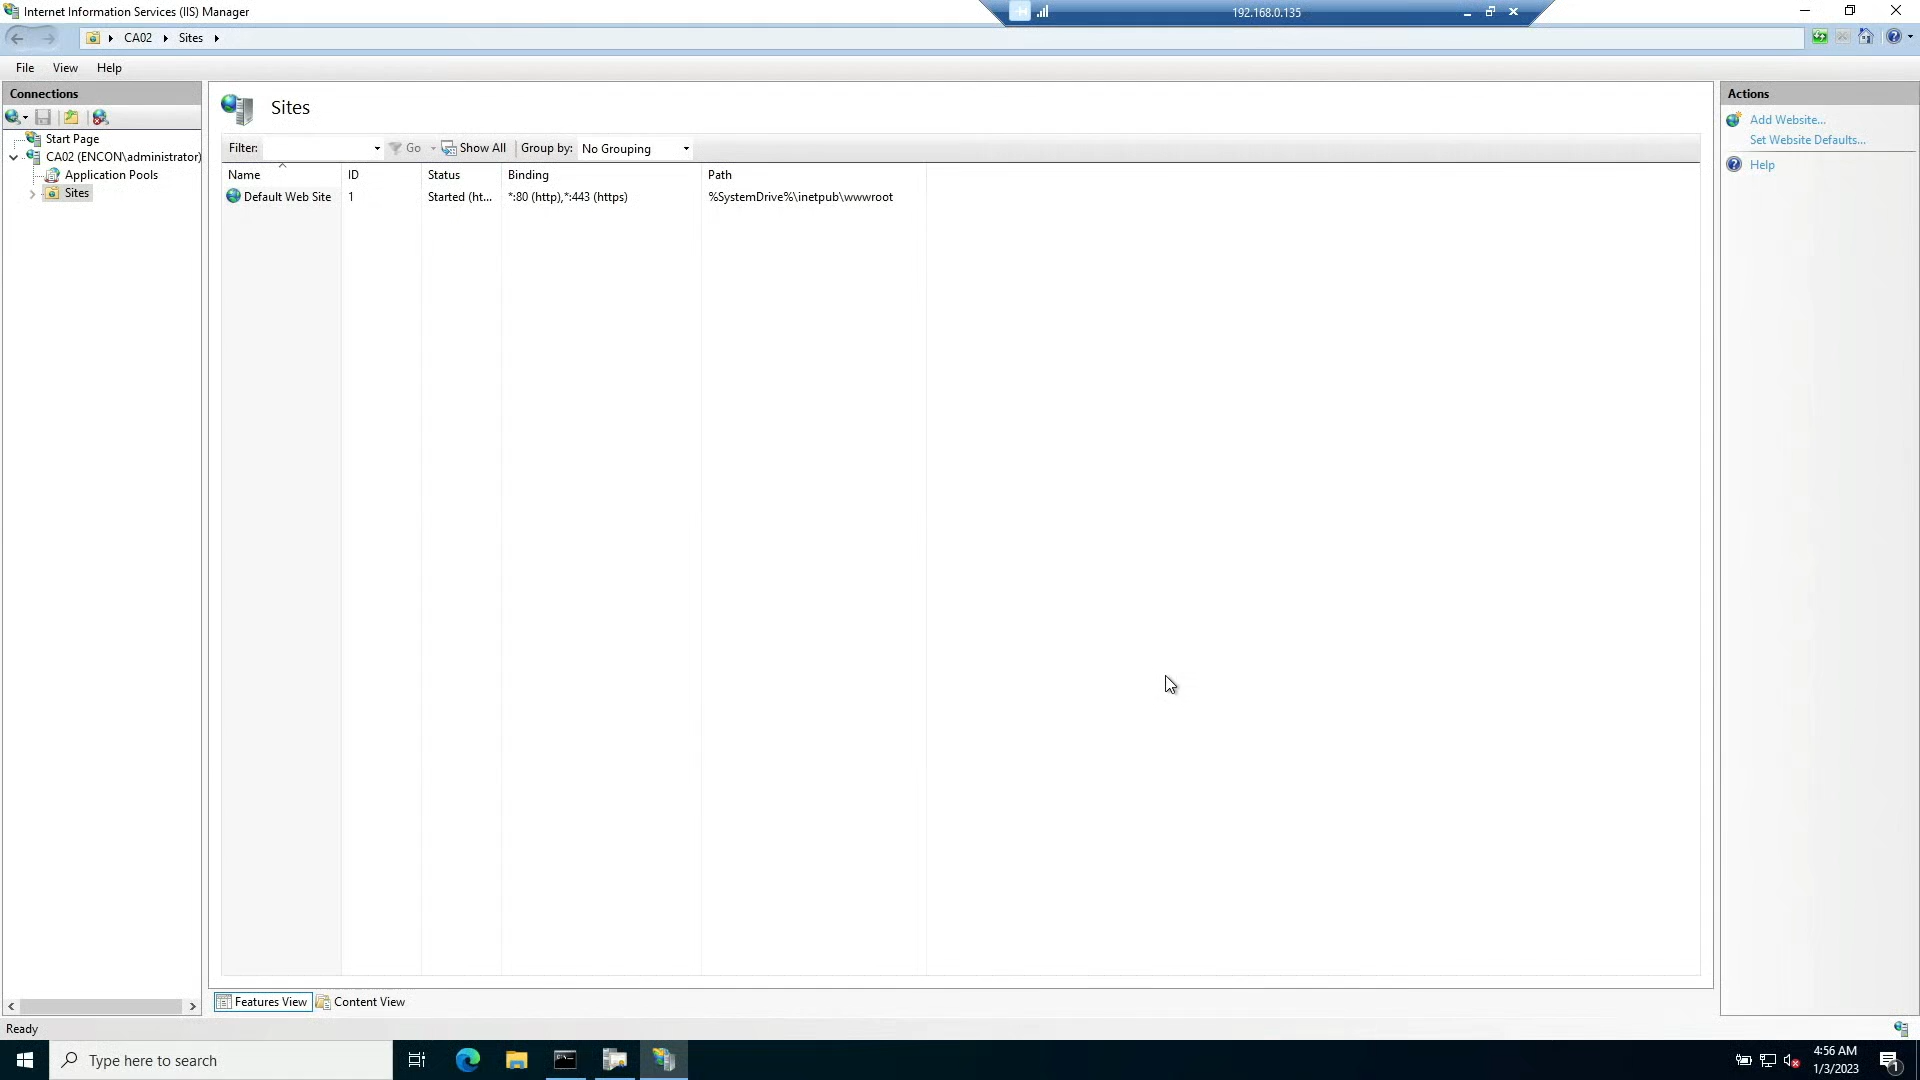 Internet Information Services (IIS) Manager
192.168.0.135
CA02 Sites
File View Help
Connections
Start Page
CA02 (ENCON\administrator)
Application Pools
Sites
Sites
Filter: Go Show All Group by: No Grouping
Name ID Status Binding Path
Default Web Site 1 Started (ht... *:80 (http),*:443 (https) %SystemDrive%\inetpub\wwwroot
Actions
Add Website...
Set Website Defaults...
Help
Features View Content View
Ready
Type here to search
4:56 AM
1/3/2023
1